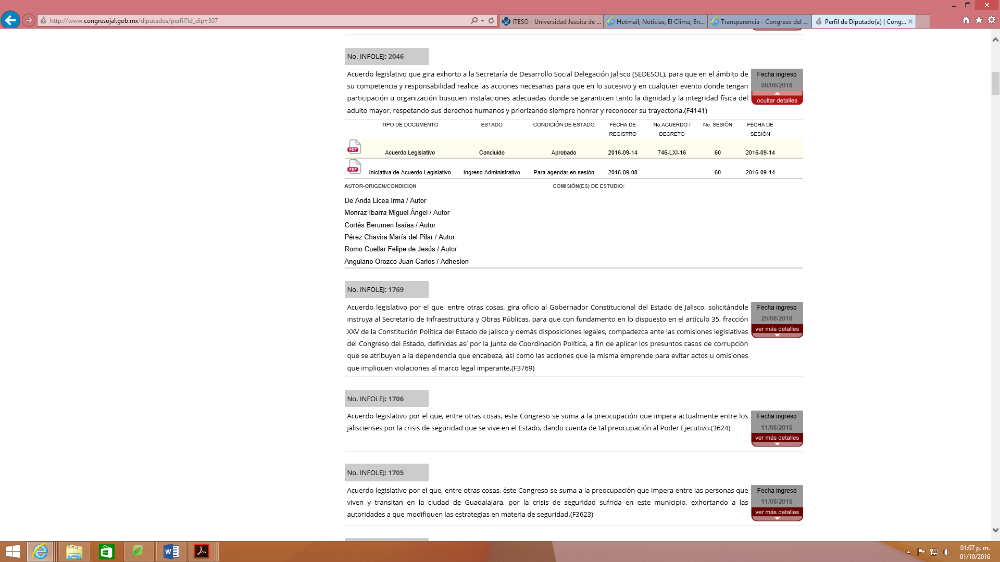 http://www.congresojal.gob.mx/diputados/perfil?id_dip=307
ITESO - Universidad Jesuita de ...
Hotmail, Noticias, El Clima, En...
Transparencia - Congreso del ...
Perfil de Diputado(a) | Cong...
No. INFOLEJ: 2046
Acuerdo legislativo que gira exhorto a la Secretaría de Desarrollo Social Delegación Jalisco (SEDESOL), para que en el ámbito de
su competencia y responsabilidad realice las acciones necesarias para que en lo sucesivo y en cualquier evento donde tengan
participación u organización busquen instalaciones adecuadas donde se garanticen tanto la dignidad y la integridad física del
adulto mayor, respetando sus derechos humanos y priorizando siempre honrar y reconocer su trayectoria.(F4141)
Fecha ingreso
08/09/2016
ocultar detalles
TIPO DE DOCUMENTO ESTADO CONDICIÓN DE ESTADO FECHA DE REGISTRO No.ACUERDO / DECRETO No. SESIÓN FECHA DE SESIÓN
PDF Acuerdo Legislativo Concluido Aprobado 2016-09-14 746-LXI-16 60 2016-09-14
PDF Iniciativa de Acuerdo Legislativo Ingreso Administrativo Para agendar en sesión 2016-09-08 60 2016-09-14
AUTOR-ORIGEN/CONDICION COMISIÓN(ES) DE ESTUDIO:
De Anda Licea Irma / Autor
Monraz Ibarra Miguel Ángel / Autor
Cortés Berumen Isaías / Autor
Pérez Chavira María del Pilar / Autor
Romo Cuellar Felipe de Jesús / Autor
Anguiano Orozco Juan Carlos / Adhesion
No. INFOLEJ: 1769
Acuerdo legislativo por el que, entre otras cosas, gira oficio al Gobernador Constitucional del Estado de Jalisco, solicitándole
instruya al Secretario de Infraestructura y Obras Públicas, para que con fundamento en lo dispuesto en el artículo 35, fracción
XXV de la Constitución Política del Estado de Jalisco y demás disposiciones legales, compadezca ante las comisiones legislativas
del Congreso del Estado, definidas así por la Junta de Coordinación Política, a fin de aplicar los presuntos casos de corrupción
que se atribuyen a la dependencia que encabeza, así como las acciones que la misma emprende para evitar actos u omisiones
que impliquen violaciones al marco legal imperante.(F3769)
Fecha ingreso
25/08/2016
ver más detalles
No. INFOLEJ: 1706
Acuerdo legislativo por el que, entre otras cosas, este Congreso se suma a la preocupación que impera actualmente entre los
jaliscienses por la crisis de seguridad que se vive en el Estado, dando cuenta de tal preocupación al Poder Ejecutivo.(3624)
Fecha ingreso
11/08/2016
ver más detalles
No. INFOLEJ: 1705
Acuerdo legislativo por el que, entre otras cosas, éste Congreso se suma a la preocupación que impera entre las personas que
viven y transitan en la ciudad de Guadalajara, por la crisis de seguridad sufrida en este municipio, exhortando a las
autoridades a que modifiquen las estrategias en materia de seguridad.(F3623)
Fecha ingreso
11/08/2016
ver más detalles
01:07 p. m.
01/10/2016